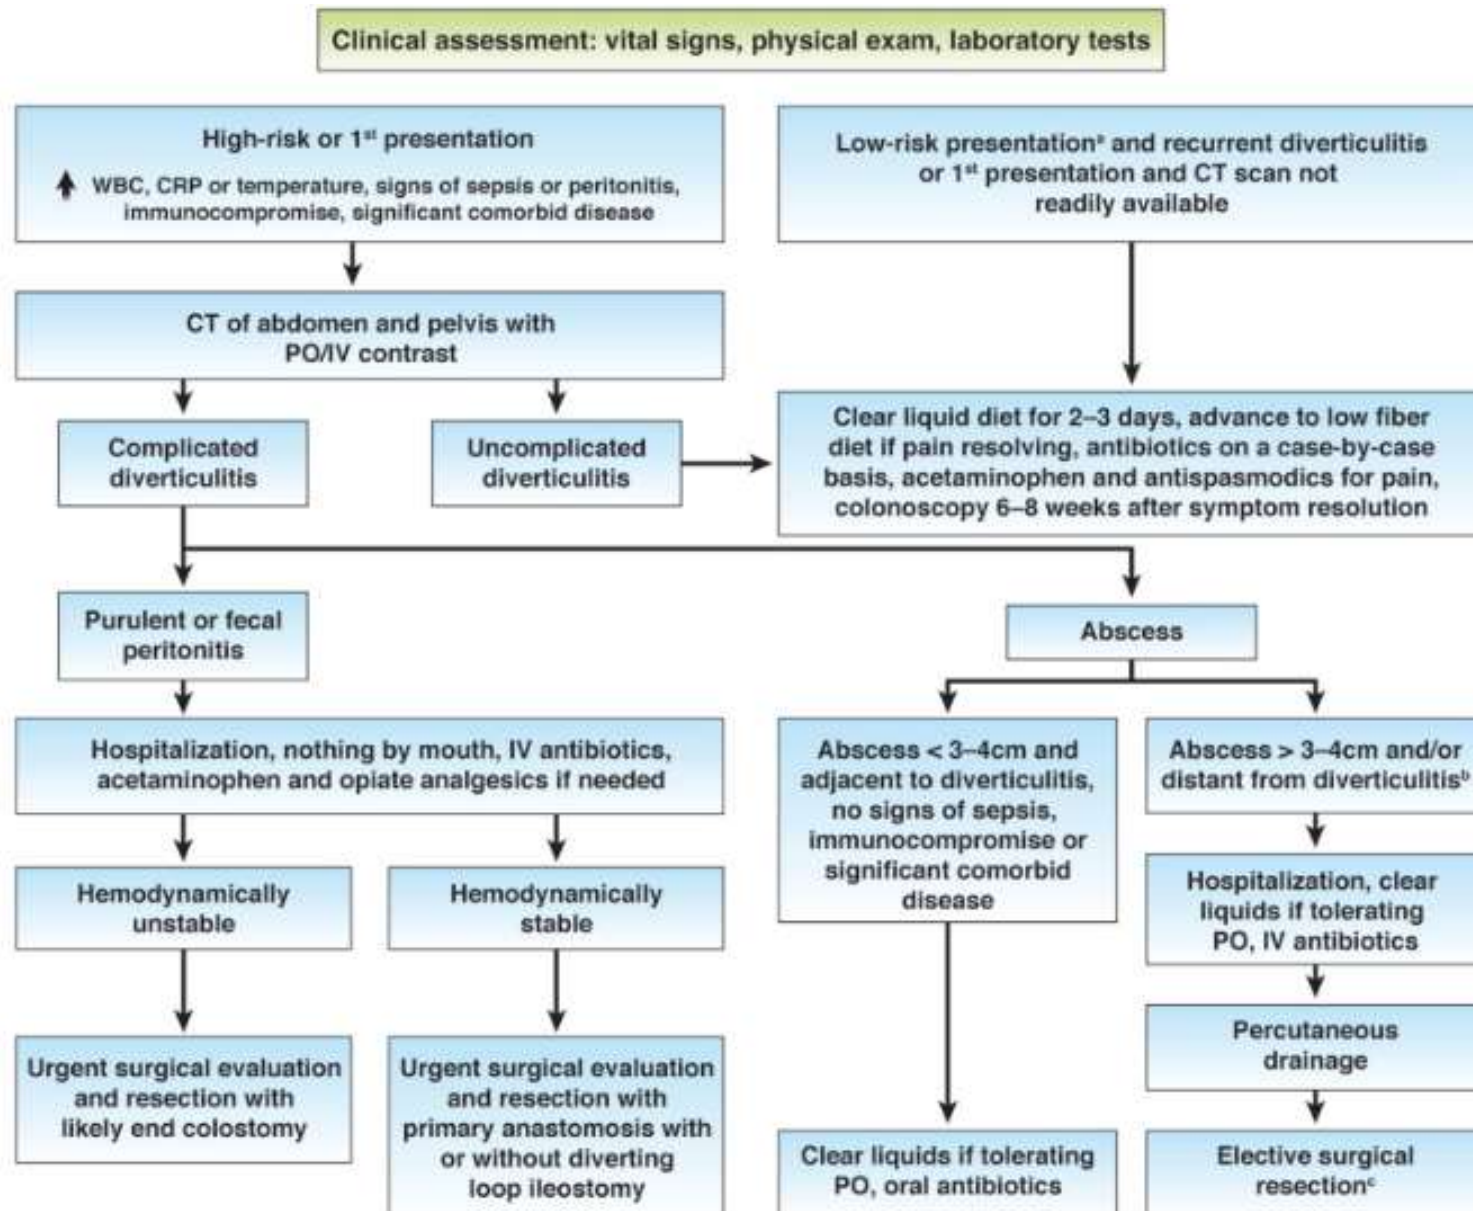 Clinical assessment: vital signs, physical exam, laboratory tests
High-risk or 1st presentation
WBC, CRP or temperature, signs of sepsis or peritonitis,
immunocompromise, significant comorbid disease
Low-risk presentationa and recurrent diverticulitis
or 1st presentation and CT scan not
readily available
CT of abdomen and pelvis with
PO/IV contrast
Complicated
diverticulitis
Uncomplicated
diverticulitis
Clear liquid diet for 2–3 days, advance to low fiber
diet if pain resolving, antibiotics on a case-by-case
basis, acetaminophen and antispasmodics for pain,
colonoscopy 6–8 weeks after symptom resolution
Purulent or fecal
peritonitis
Abscess
Hospitalization, nothing by mouth, IV antibiotics,
acetaminophen and opiate analgesics if needed
Abscess < 3–4cm and
adjacent to diverticulitis,
no signs of sepsis,
immunocompromise or
significant comorbid
disease
Abscess > 3–4cm and/or
distant from diverticulitisb
Hemodynamically
unstable
Hemodynamically
stable
Hospitalization, clear
liquids if tolerating
PO, IV antibiotics
Percutaneous
drainage
Urgent surgical evaluation
and resection with
likely end colostomy
Urgent surgical evaluation
and resection with
primary anastomosis with
or without diverting
loop ileostomy
Clear liquids if tolerating
PO, oral antibiotics
Elective surgical
resectionc